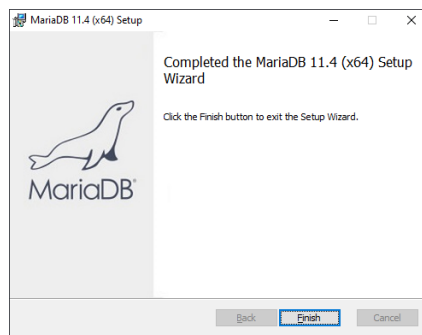 MariaDB 11.4 (x64) Setup
Completed the MariaDB 11.4 (x64) Setup
Wizard
Click the Finish button to exit the Setup Wizard.
MariaDB
Back
Finish
Cancel